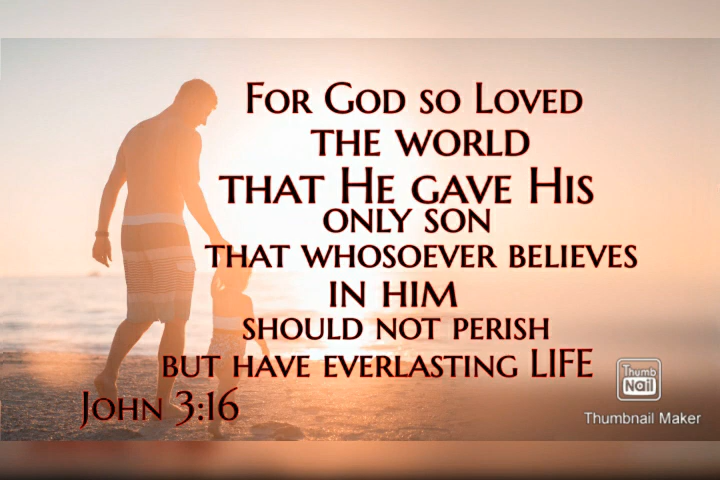 For God so Loved
the world
that He gave His
only son
that whosoever believes
in him
should not perish
but have everlasting LIFE
John 3:16
Thumb
Nail
Thumbnail Maker